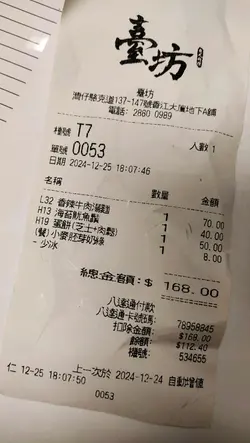 臺坊
臺坊
灣仔駱克道137-147號香江大廈地下A鋪
電話: 2880 0989
檯號 T7 人數 1
單號 0053
日期 2024-12-25 18:07:46
名稱 數量 金額
L32 香辣牛肉湯麵 1 70.00
H13 海苔魷魚鬚 1 40.00
H19 蛋餅(芝士+肉鬆) 1 50.00
(餐) 小麥胚芽奶綠 1 8.00
- 少冰
總金額: $ 168.00
八達通付款
八達通卡號碼: 78958845
扣除金額: $168.00
餘額: $112.40
機號: 534655
上一次於 2024-12-24 自動增值
仁 12-25 18:07:50
0053